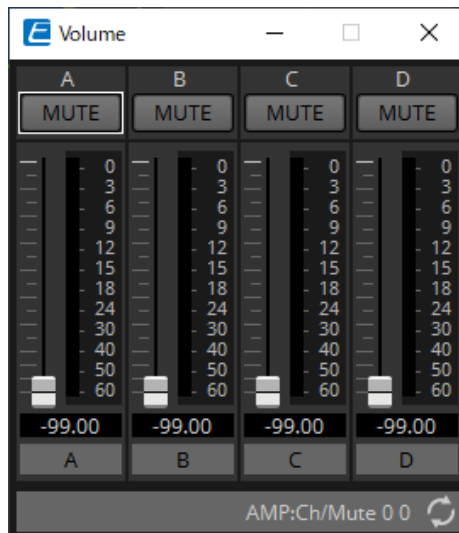 E Volume
A B C D
MUTE MUTE MUTE MUTE
0 0 0 0
3 3 3 3
6 6 6 6
9 9 9 9
12 12 12 12
15 15 15 15
18 18 18 18
24 24 24 24
30 30 30 30
40 40 40 40
50 50 50 50
60 60 60 60
-99.00 -99.00 -99.00 -99.00
A B C D
AMP:Ch/Mute 0 0